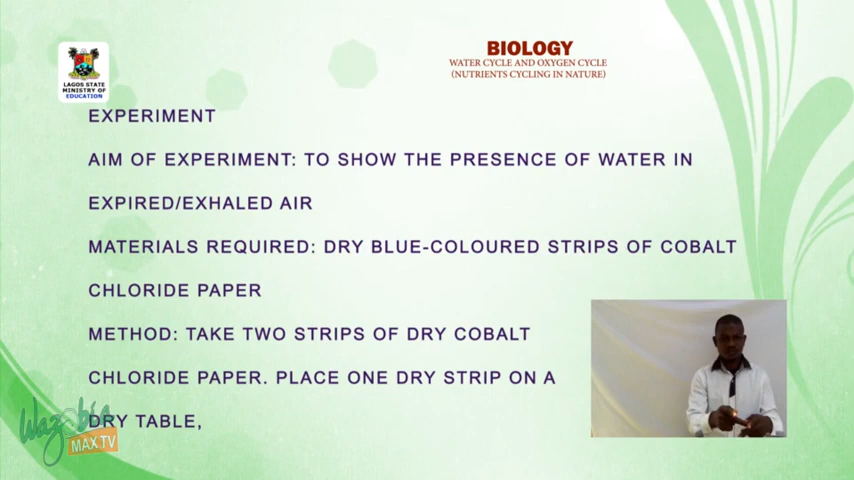 BIOLOGY
WATER CYCLE AND OXYGEN CYCLE
(NUTRIENTS CYCLING IN NATURE)
LAGOS STATE
MINISTRY OF
EDUCATION
EXPERIMENT
AIM OF EXPERIMENT: TO SHOW THE PRESENCE OF WATER IN
EXPIRED/EXHALED AIR
MATERIALS REQUIRED: DRY BLUE-COLOURED STRIPS OF COBALT
CHLORIDE PAPER
METHOD: TAKE TWO STRIPS OF DRY COBALT
CHLORIDE PAPER. PLACE ONE DRY STRIP ON A
DRY TABLE,
Wazobia
MAX TV